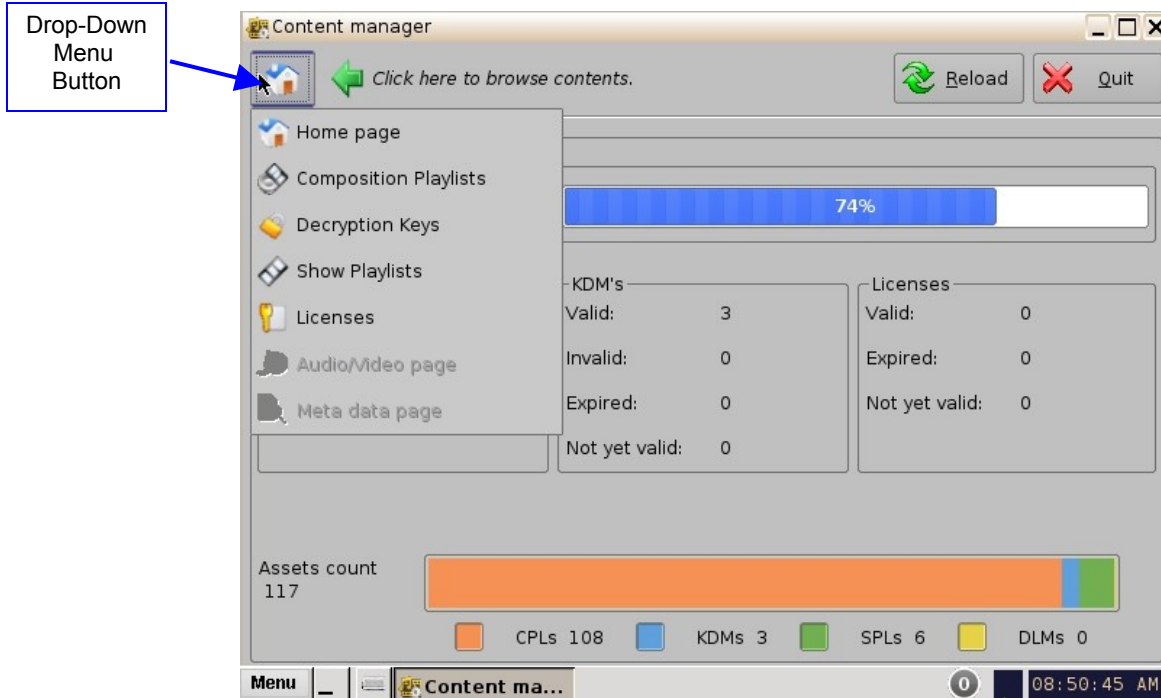 Drop-Down
Menu
Button
Content manager
Click here to browse contents.
Reload
Quit
Home page
Composition Playlists
Decryption Keys
Show Playlists
Licenses
Audio/Video page
Meta data page
74%
KDM's
Valid: 3
Invalid: 0
Expired: 0
Not yet valid: 0
Licenses
Valid: 0
Expired: 0
Not yet valid: 0
Assets count
117
CPLs 108 KDMs 3 SPLs 6 DLMs 0
Menu
Content ma...
0
08:50:45 AM